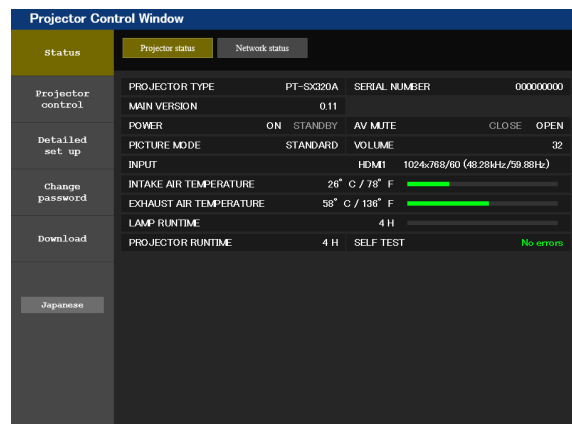 Projector Control Window
Status
Projector status Network status
Projector
control
Detailed
set up
Change
password
Download
Japanese
PROJECTOR TYPE PT-SX320A SERIAL NUMBER 000000000
MAIN VERSION 0.11
POWER ON STANDBY AV MUTE CLOSE OPEN
PICTURE MODE STANDARD VOLUME 32
INPUT HDMI1 1024x768/60 (48.28kHz/59.88Hz)
INTAKE AIR TEMPERATURE 26° C / 78° F
EXHAUST AIR TEMPERATURE 58° C / 136° F
LAMP RUNTIME 4 H
PROJECTOR RUNTIME 4 H SELF TEST No errors